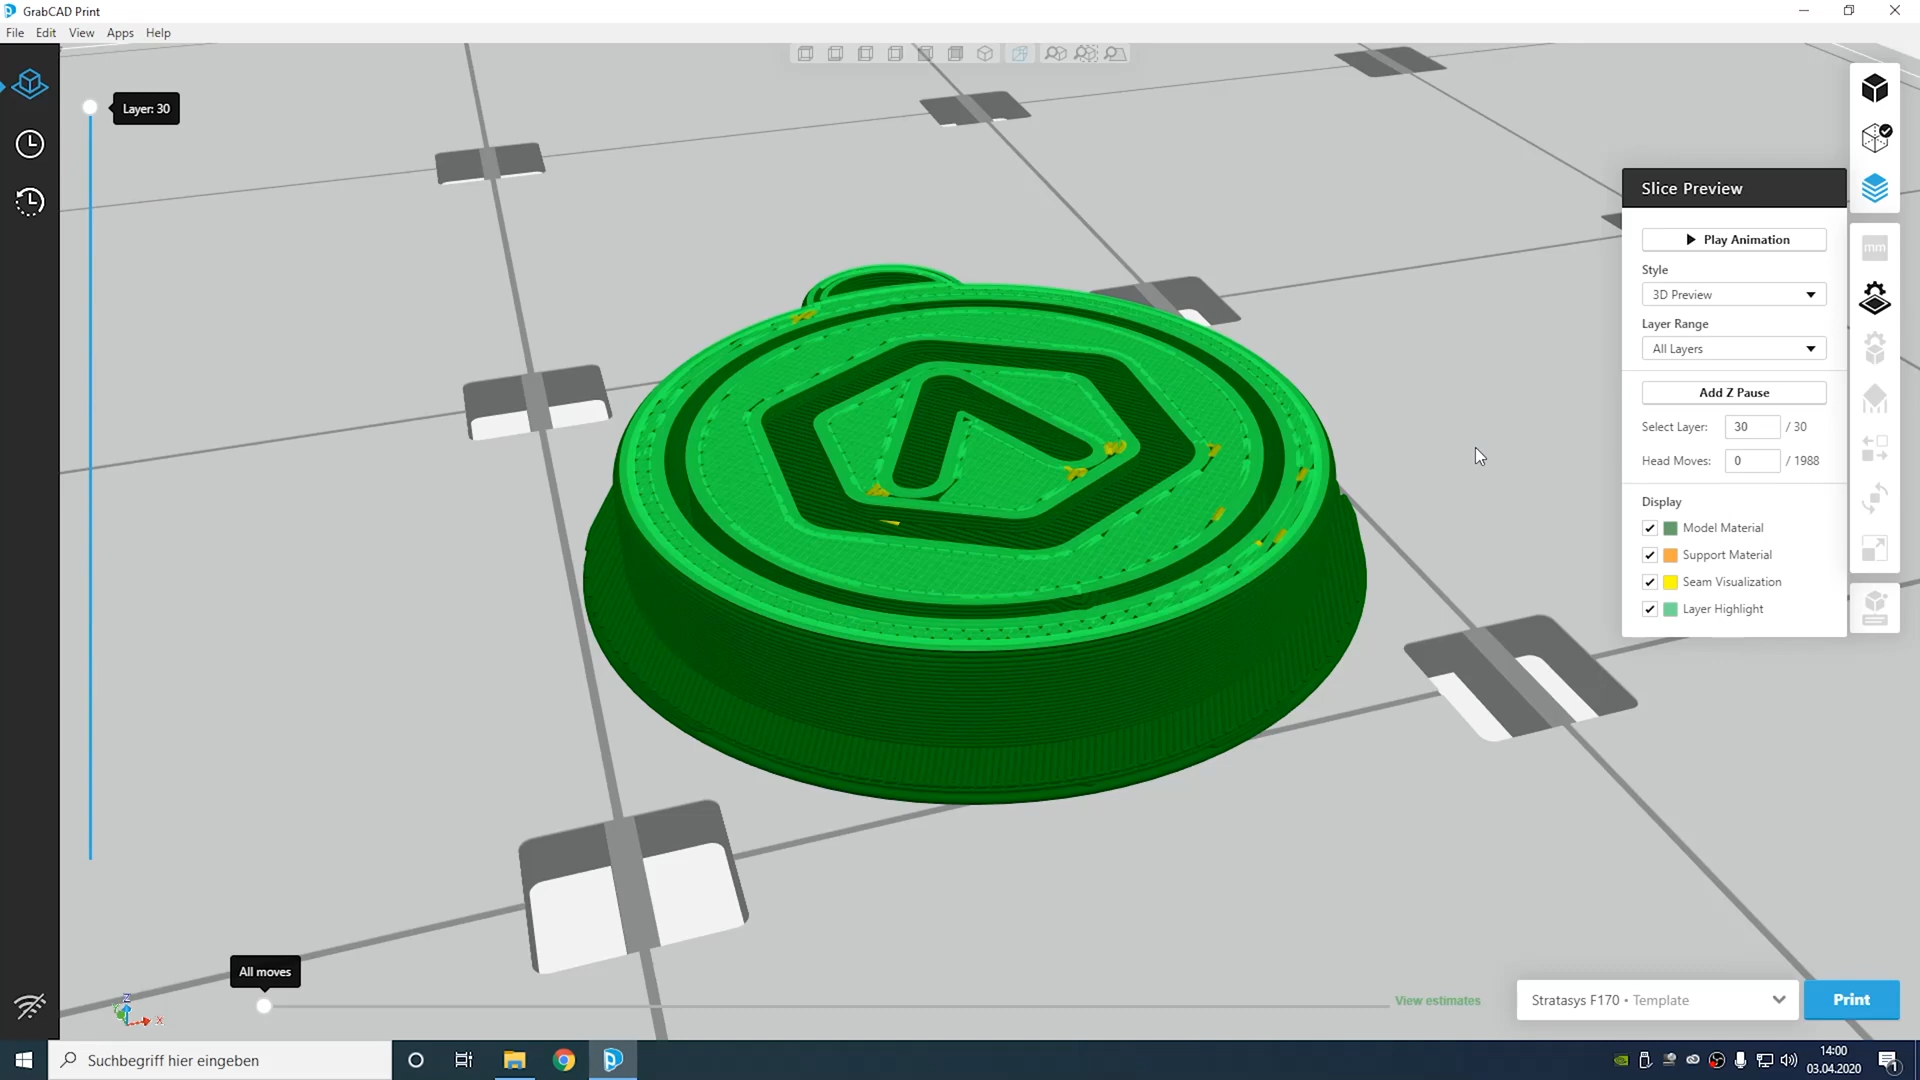 GrabCAD Print
File Edit View Apps Help
Layer: 30
Slice Preview
Play Animation
Style
3D Preview
Layer Range
All Layers
Add Z Pause
Select Layer: 30 / 30
Head Moves: 0 / 1988
Display
Model Material
Support Material
Seam Visualization
Layer Highlight
mm
All moves
View estimates
Stratasys F170 • Template
Print
Z
X
Suchbegriff hier eingeben
14:00
03.04.2020
1